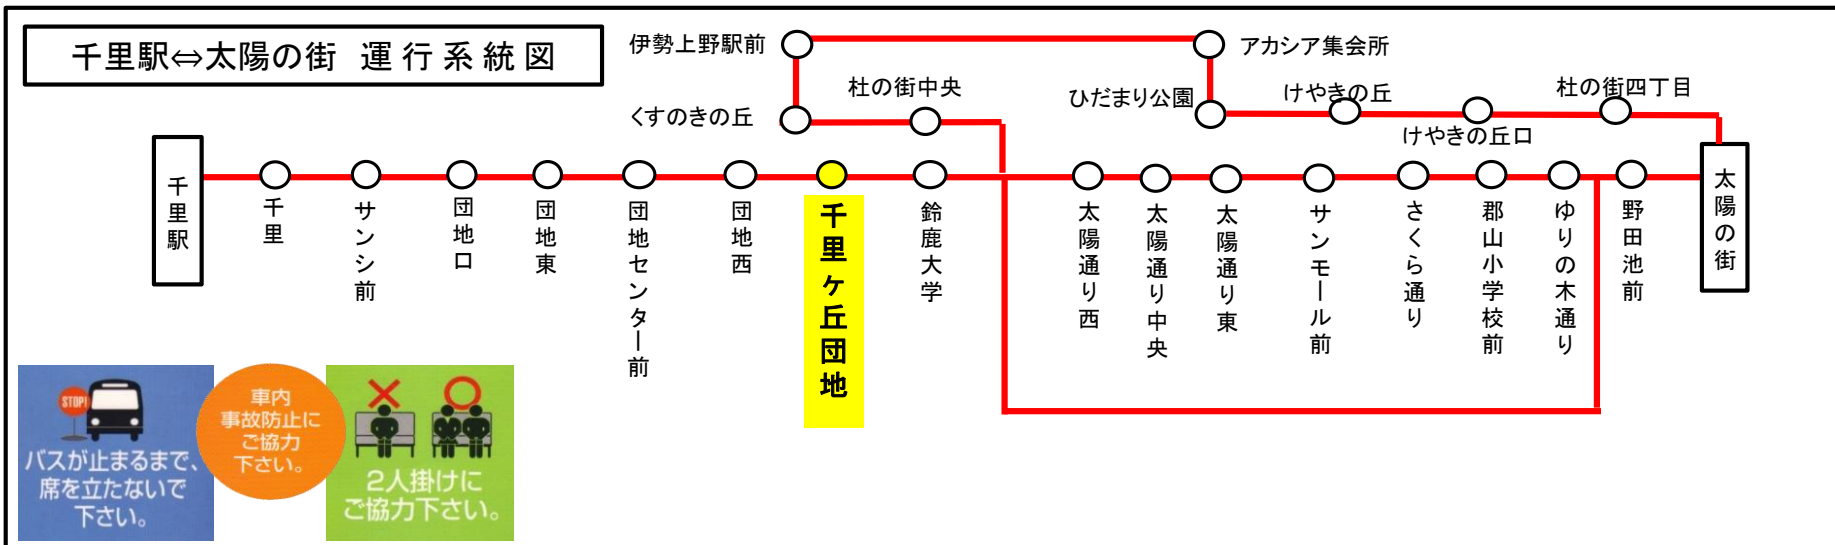 千里駅⇔太陽の街 運行系統図
伊勢上野駅前
アカシア集会所
杜の街中央
ひだまり公園
けやきの丘
杜の街四丁目
くすのきの丘
けやきの丘口
千里駅
千里
サンシ前
団地口
団地東
団地センター前
団地西
千里ヶ丘団地
鈴鹿大学
太陽通り西
太陽通り中央
太陽通り東
サンモール前
さくら通り
郡山小学校前
ゆりの木通り
野田池前
太陽の街
STOP!
バスが止まるまで、
席を立たないで
下さい。
車内
事故防止に
ご協力
下さい。
2人掛けに
ご協力下さい。